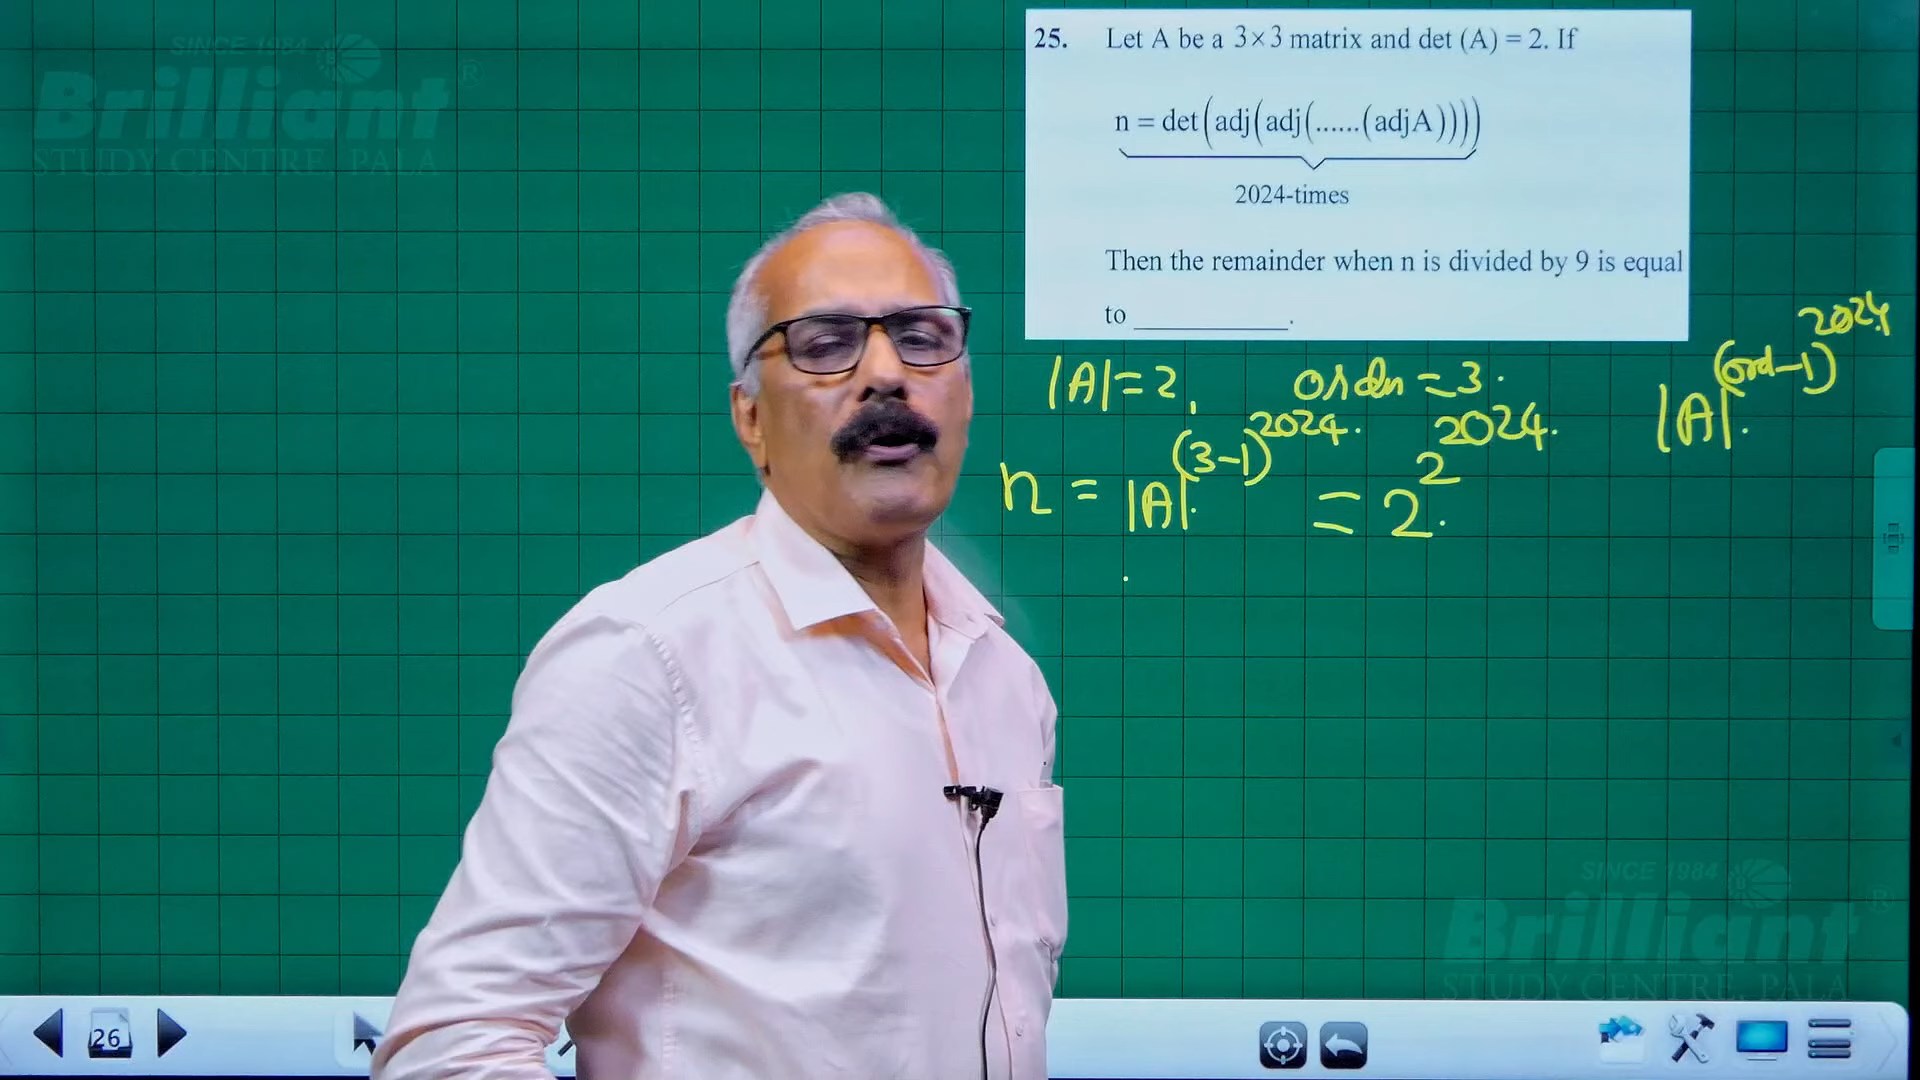 SINCE 1984
Brilliant®
STUDY CENTRE, PALA
25. Let A be a 3×3 matrix and det (A) = 2. If
n = det(adj(adj(......(adjA))))
2024-times
Then the remainder when n is divided by 9 is equal
to ____________.
|A| = 2, order = 3. |A|^(ord-1)^2024.
n = |A|^(3-1)^2024. = 2^2^2024.
SINCE 1984
Brilliant®
STUDY CENTRE, PALA
26